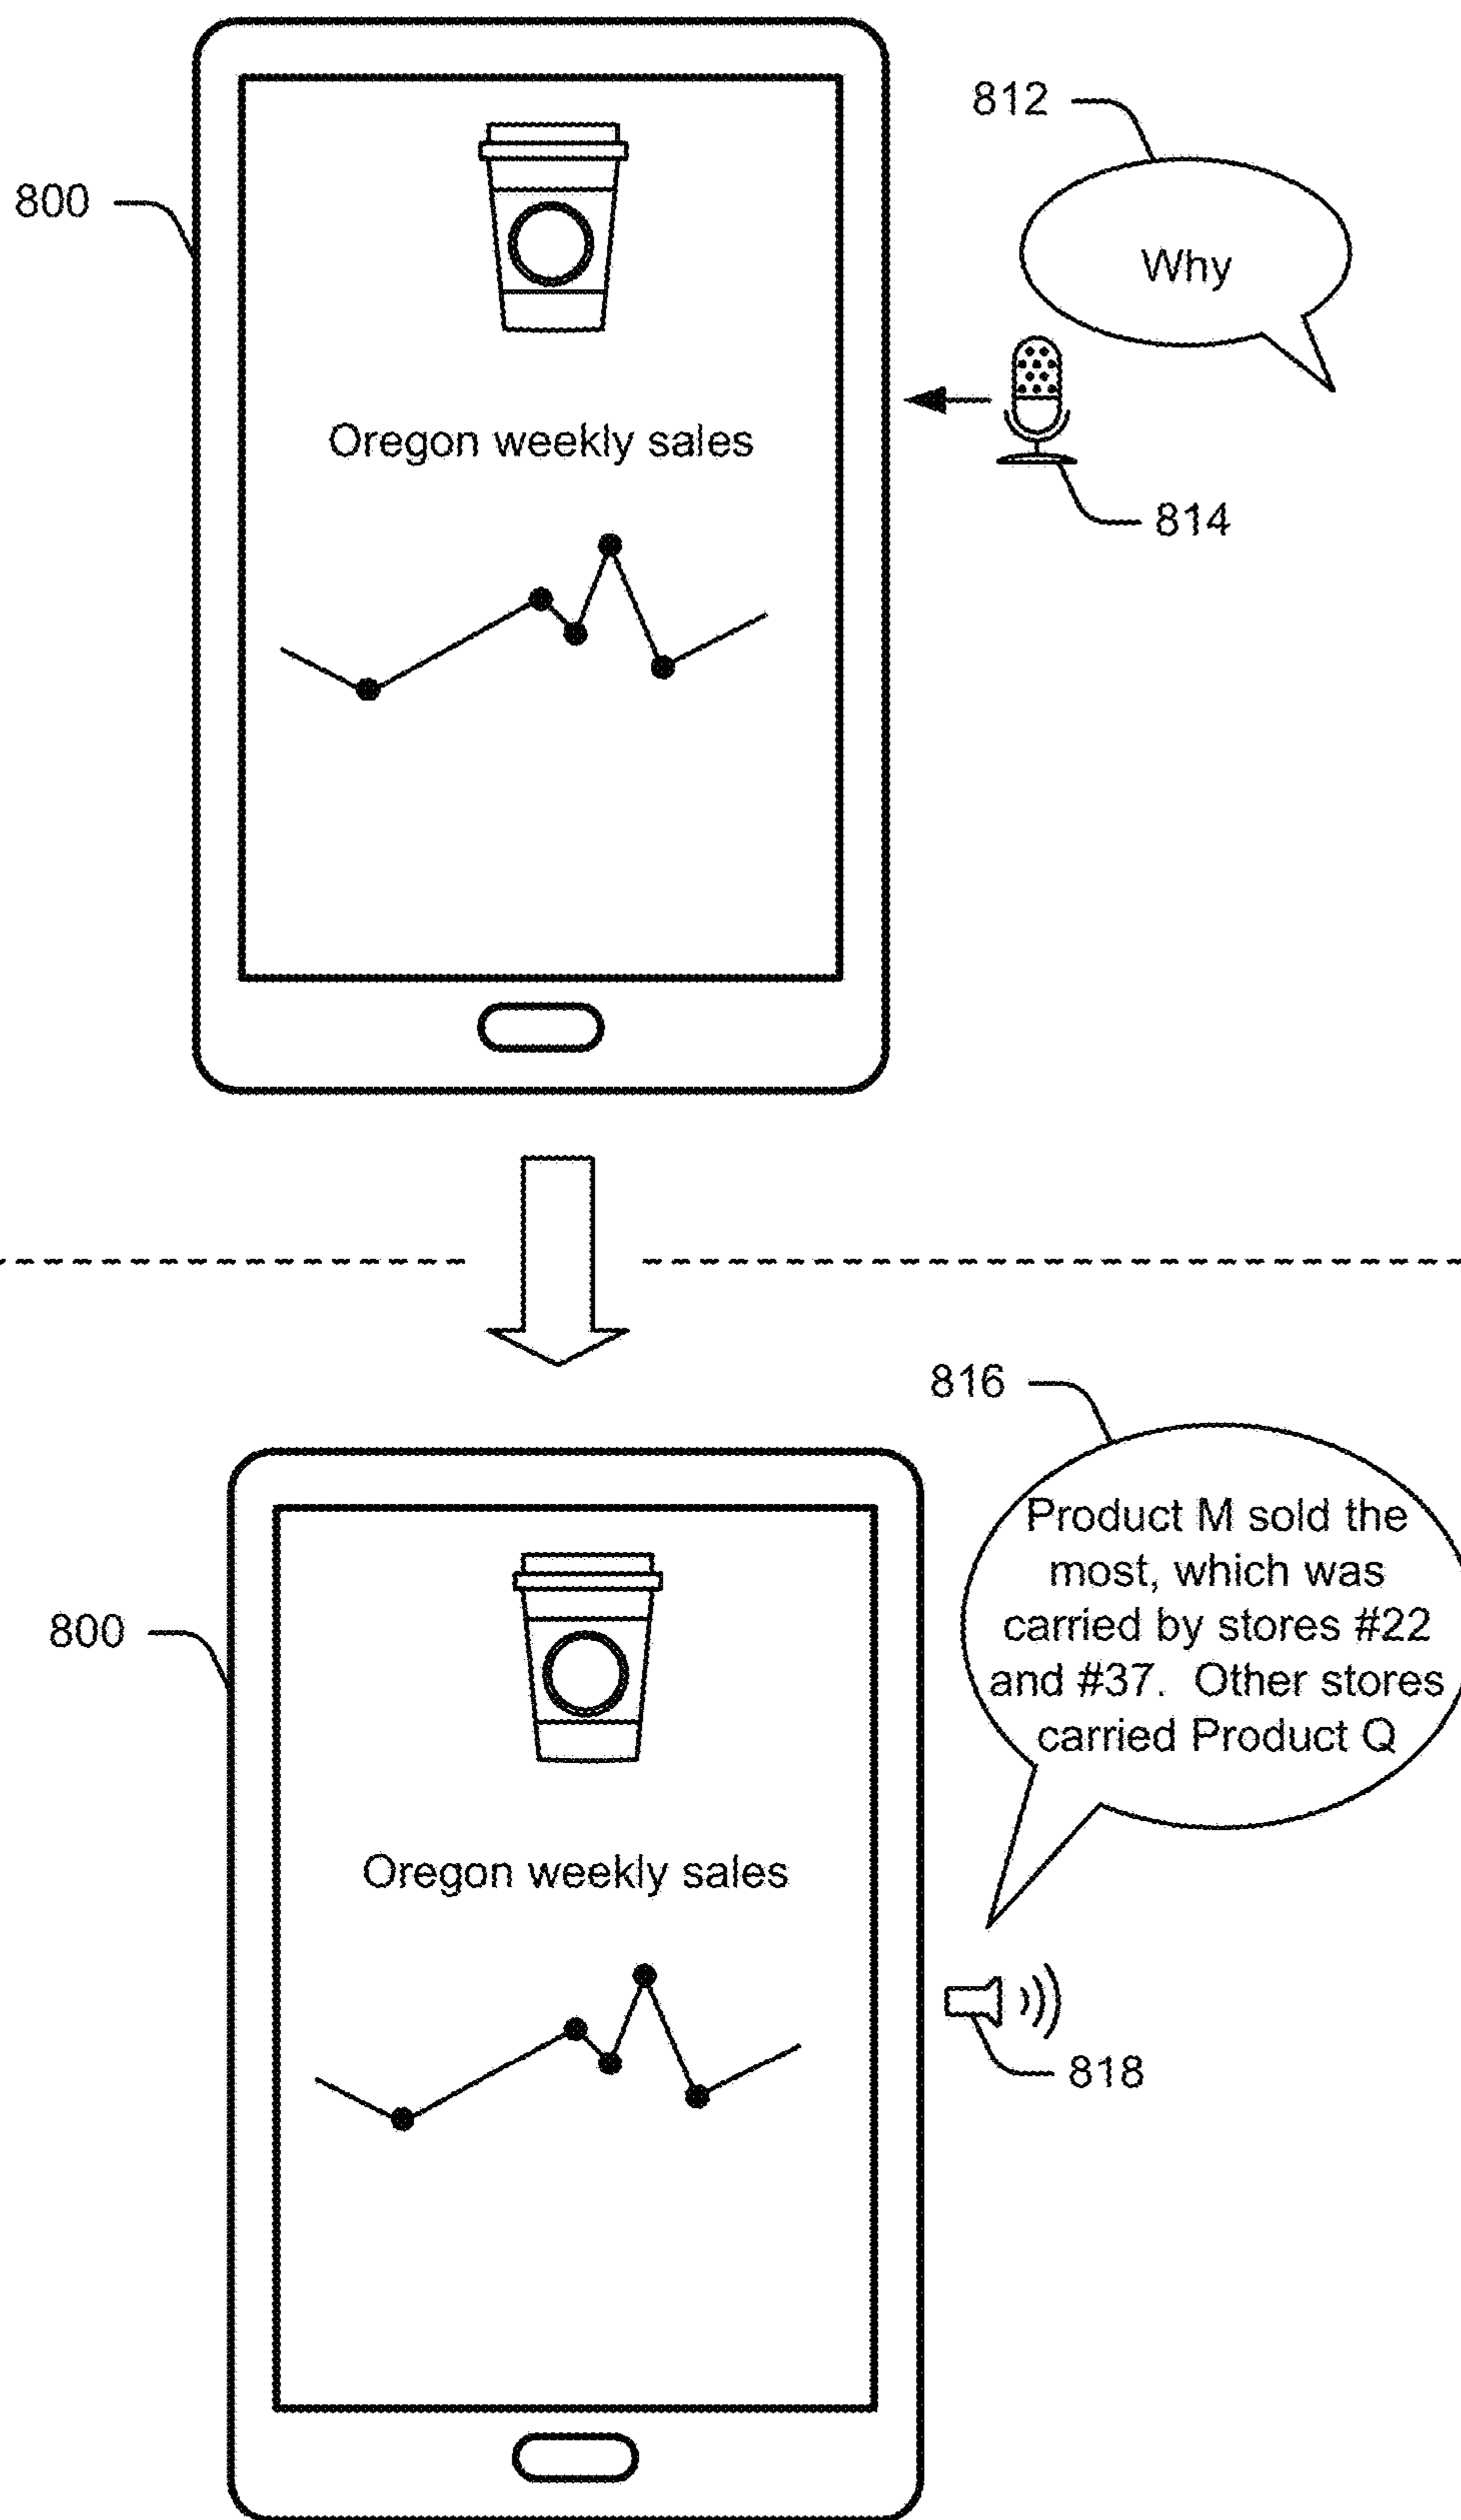 812
800
Why
Oregon weekly sales
814
816
Product M sold the
most, which was
carried by stores #22
and #37. Other stores
carried Product Q
800
Oregon weekly sales
818